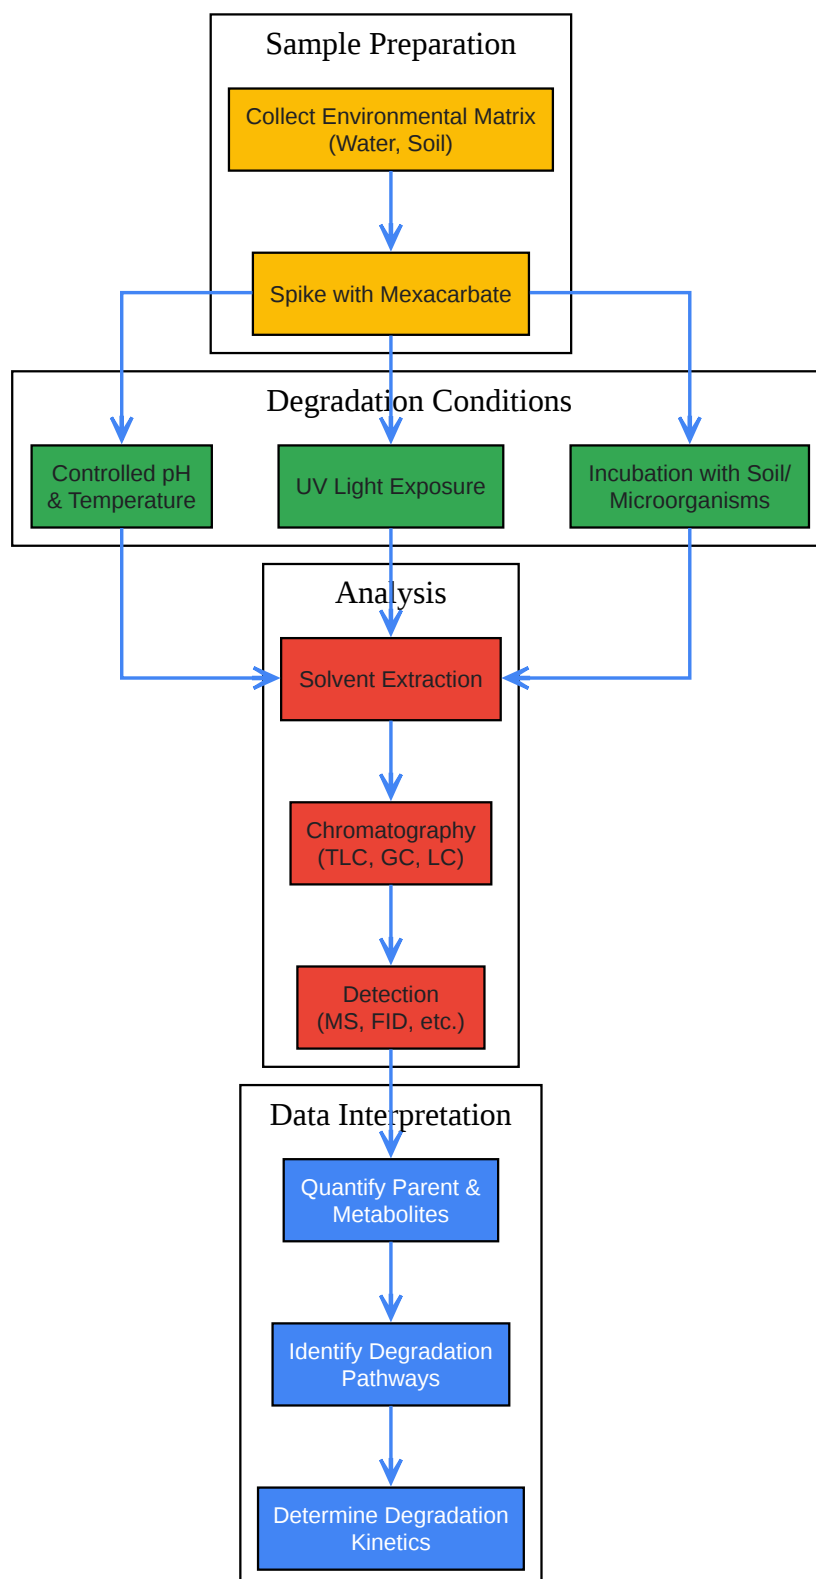 Sample Preparation
Collect Environmental Matrix
(Water, Soil)
Spike with Mexacarbate
Degradation Conditions
Controlled pH
& Temperature
UV Light Exposure
Incubation with Soil/
Microorganisms
Analysis
Solvent Extraction
Chromatography
(TLC, GC, LC)
Detection
(MS, FID, etc.)
Data Interpretation
Quantify Parent &
Metabolites
Identify Degradation
Pathways
Determine Degradation
Kinetics